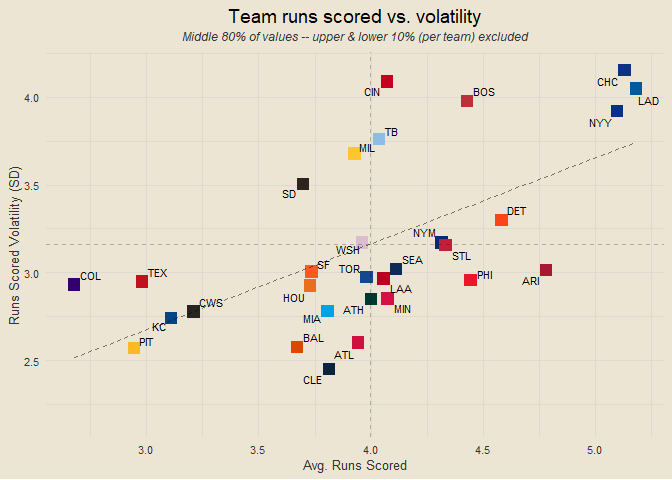 Team runs scored vs. volatility
Middle 80% of values -- upper & lower 10% (per team) excluded
CHC
CIN
BOS
LAD
4.0
NYY
TB
MIL
3.5
SD
DET
NYM
WSH
STL
SF
SEA
TOR
COL
TEX
PHI
ARI
3.0
HOU
LAA
CWS
ATH
MIN
MIA
KC
BAL
PIT
ATL
2.5
CLE
Runs Scored Volatility (SD)
3.0 3.5 4.0 4.5 5.0
Avg. Runs Scored